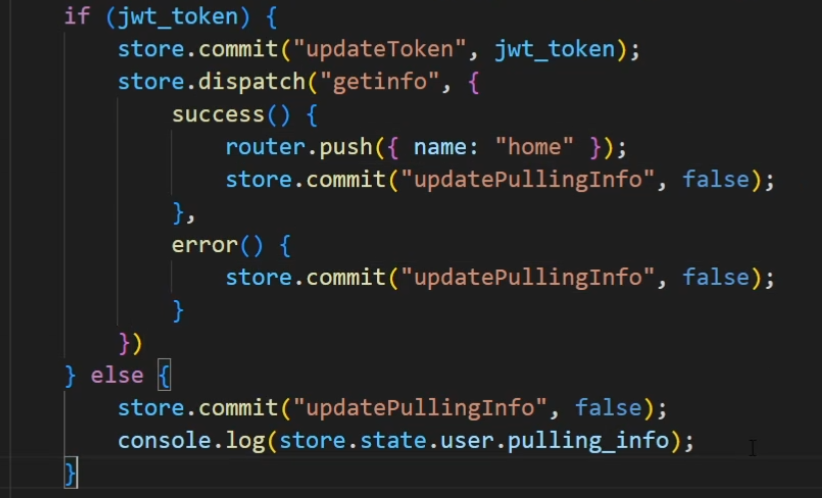 if (jwt_token) {
    store.commit("updateToken", jwt_token);
    store.dispatch("getinfo", {
        success() {
            router.push({ name: "home" });
            store.commit("updatePullingInfo", false);
        },
        error() {
            store.commit("updatePullingInfo", false);
        }
    })
} else {
    store.commit("updatePullingInfo", false);
    console.log(store.state.user.pulling_info);
}